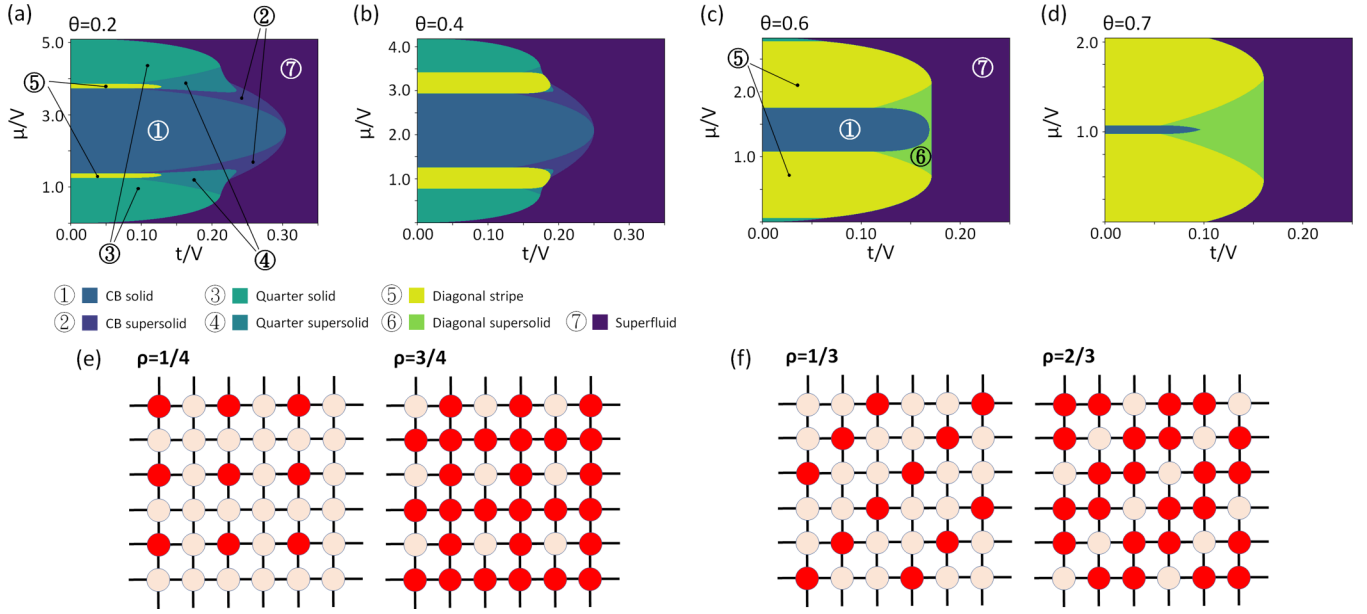 (a)
θ=0.2
②
(b)
θ=0.4
(c)
θ=0.6
(d)
θ=0.7
μ/V
5.0
3.0
1.0
⑤
①
⑦
0.00
0.10
0.20
0.30
t/V
③
④
μ/V
4.0
3.0
2.0
1.0
0.00
0.10
0.20
t/V
μ/V
2.0
1.0
⑤
①
⑥
⑦
0.00
0.10
0.20
t/V
μ/V
2.0
1.0
0.00
0.10
0.20
t/V
① CB solid
③ Quarter solid
⑤ Diagonal stripe
② CB supersolid
④ Quarter supersolid
⑥ Diagonal supersolid
⑦ Superfluid
(e)
ρ=1/4
ρ=3/4
(f)
ρ=1/3
ρ=2/3